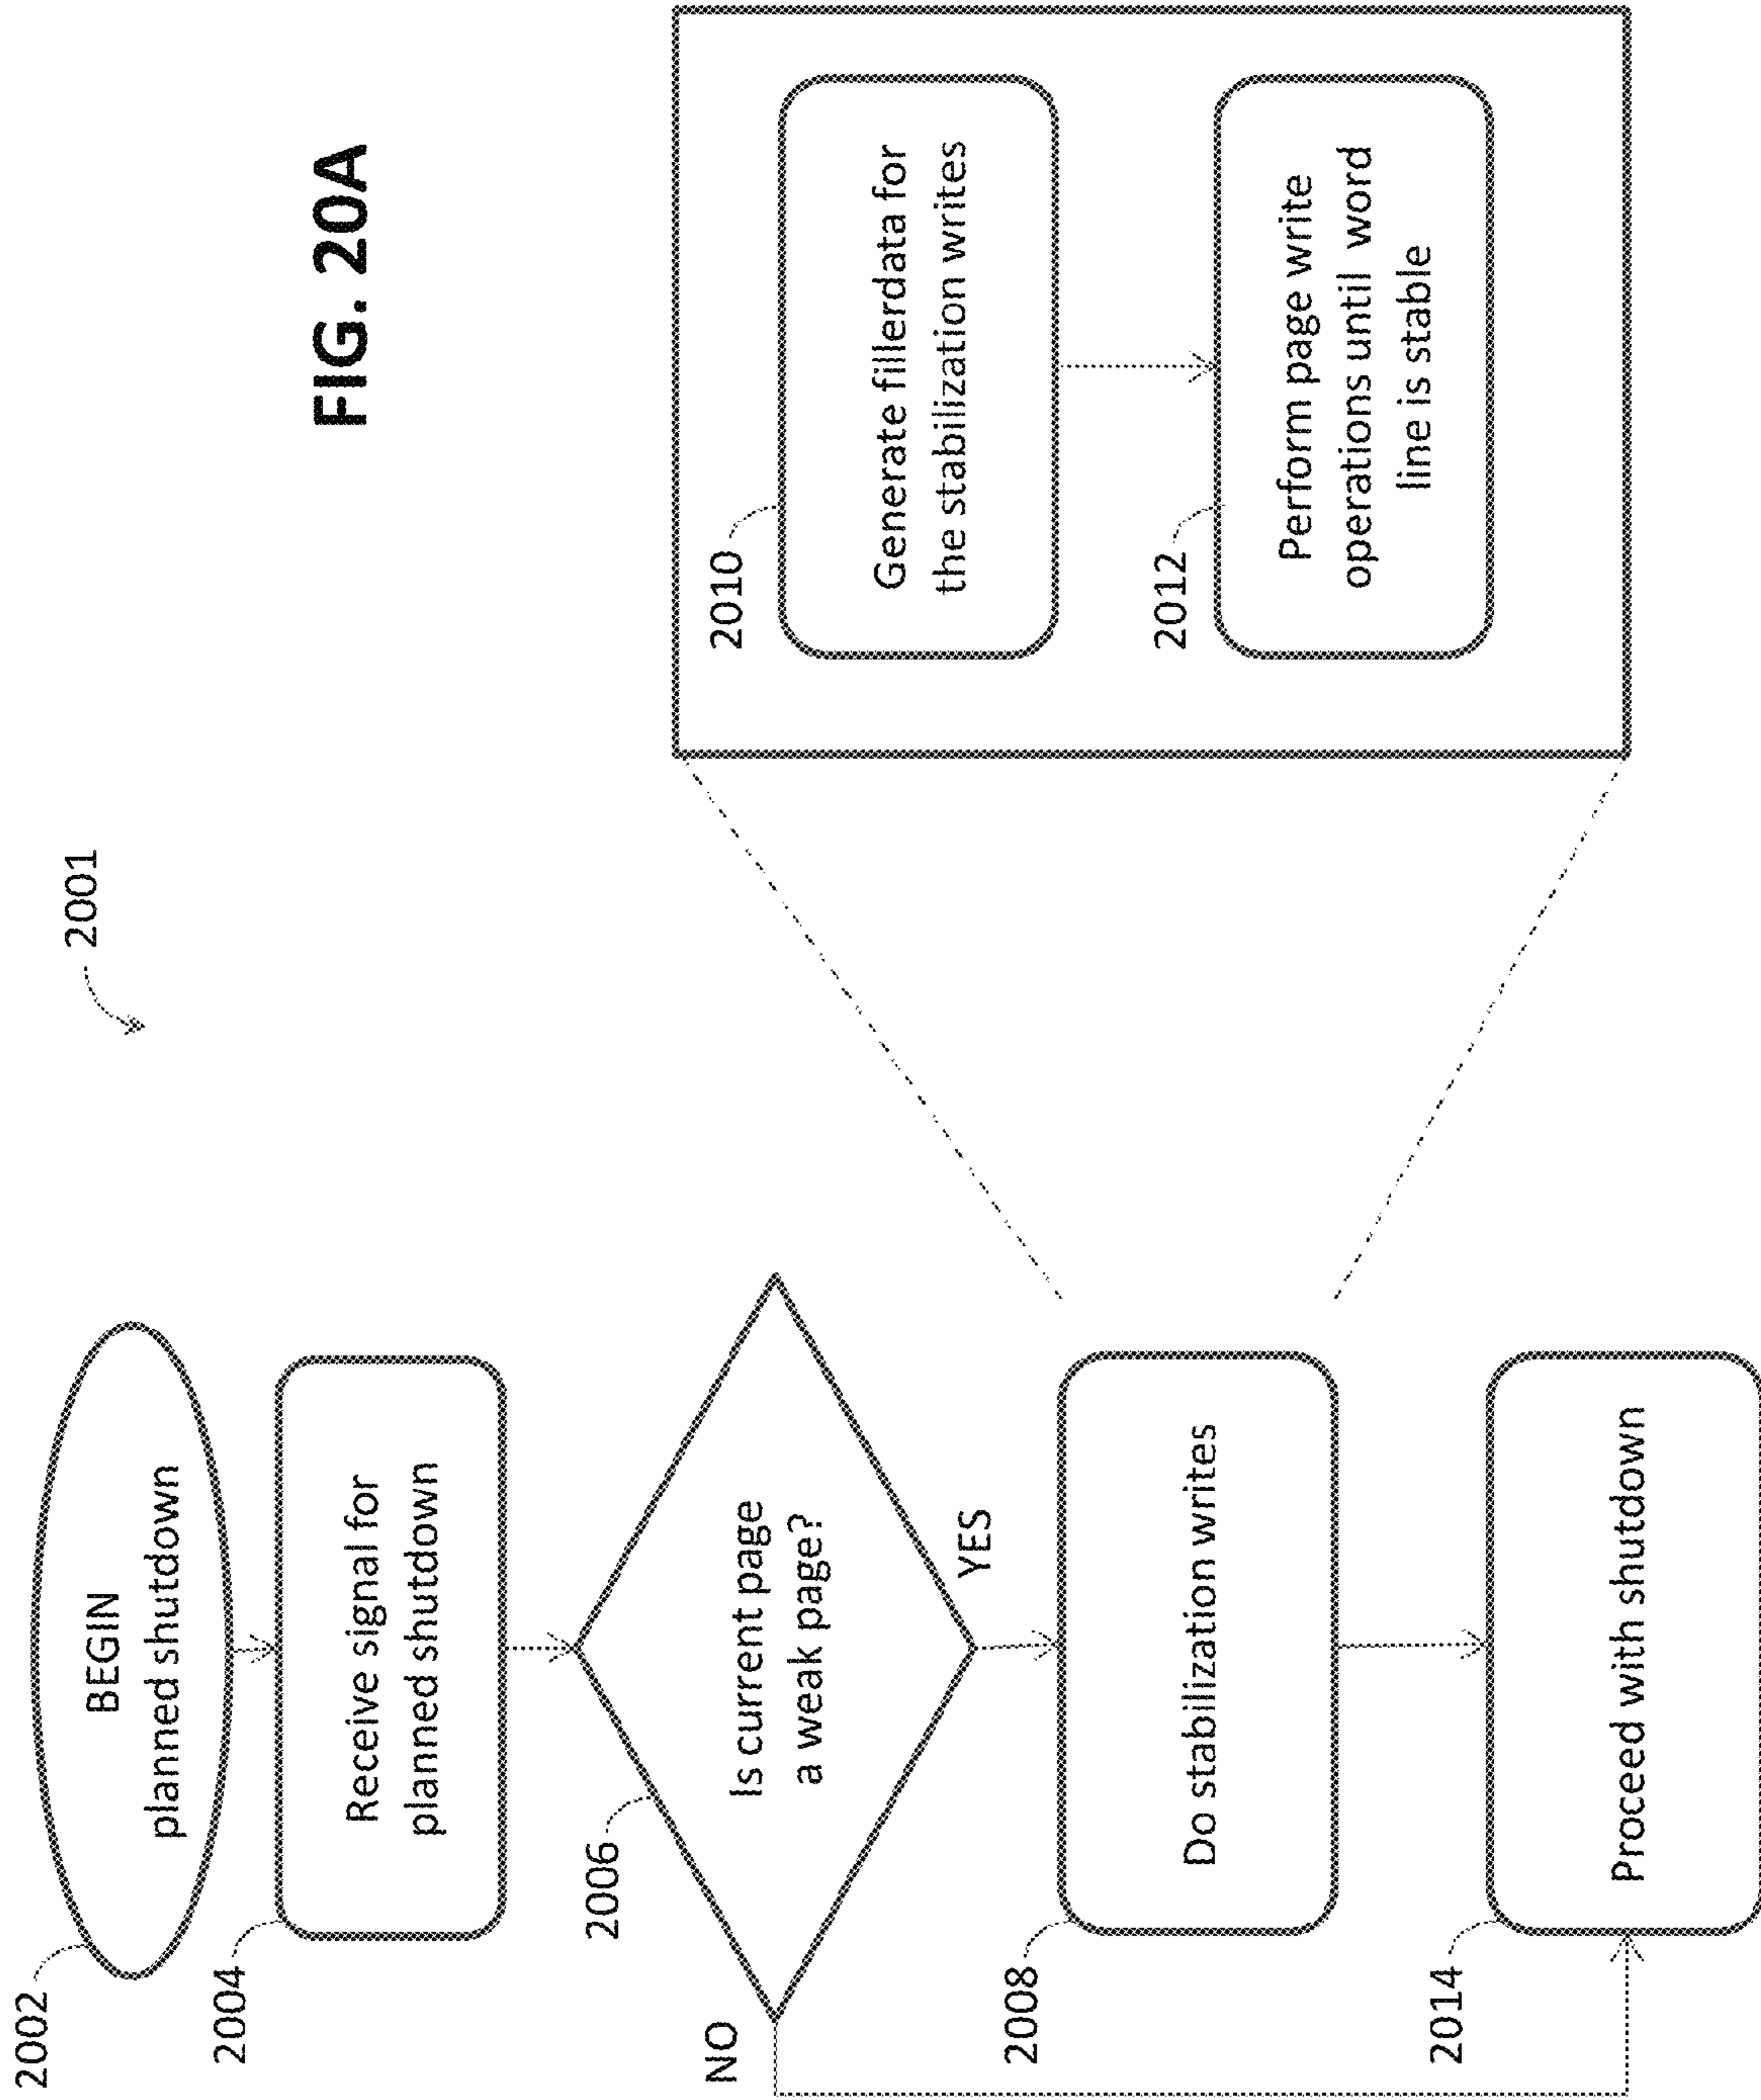 FIG. 20A
2001
2002
BEGIN
planned shutdown
2004
Receive signal for
planned shutdown
2006
Is current page
a weak page?
NO
YES
2008
Do stabilization writes
2014
Proceed with shutdown
2010
Generate fillerdata for
the stabilization writes
2012
Perform page write
operations until word
line is stable